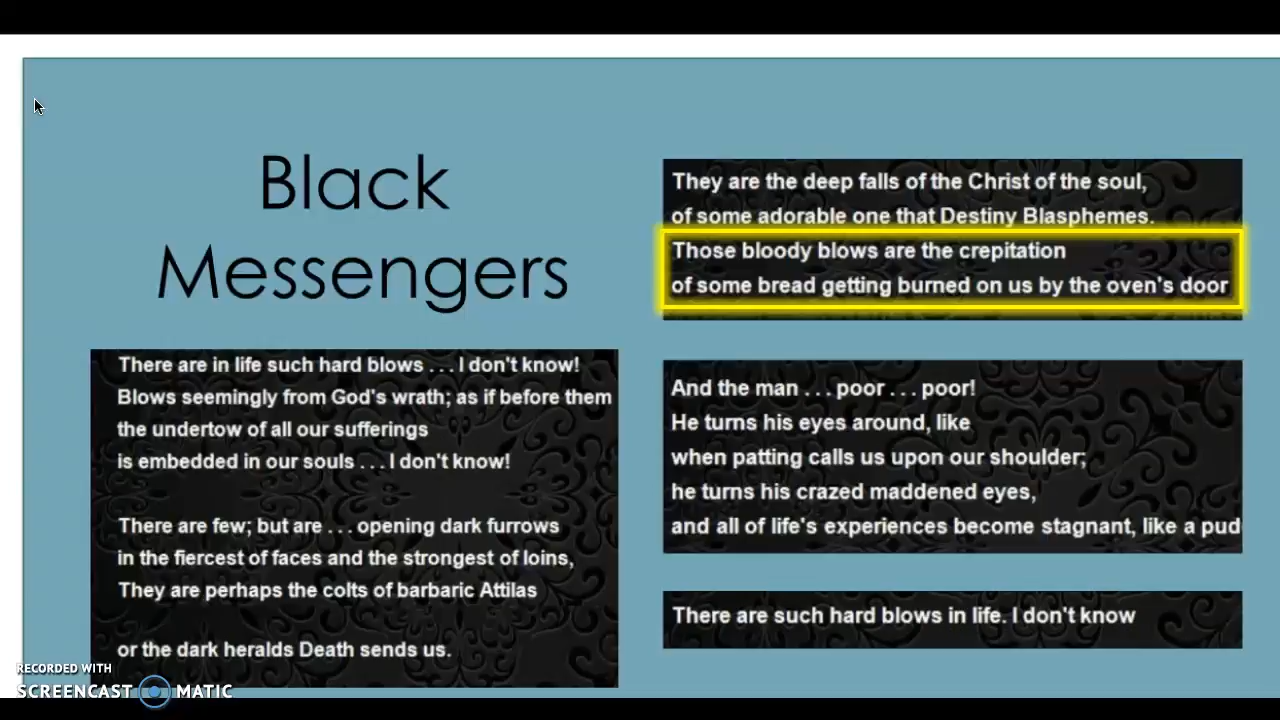 Black
Messengers
There are in life such hard blows . . . I don't know!
Blows seemingly from God's wrath; as if before them
the undertow of all our sufferings
is embedded in our souls . . . I don't know!
There are few; but are . . . opening dark furrows
in the fiercest of faces and the strongest of loins,
They are perhaps the colts of barbaric Attilas
or the dark heralds Death sends us.
They are the deep falls of the Christ of the soul,
of some adorable one that Destiny Blasphemes.
Those bloody blows are the crepitation
of some bread getting burned on us by the oven's door
And the man . . . poor . . . poor!
He turns his eyes around, like
when patting calls us upon our shoulder;
he turns his crazed maddened eyes,
and all of life's experiences become stagnant, like a pud
There are such hard blows in life. I don't know
RECORDED WITH
SCREENCAST MATIC